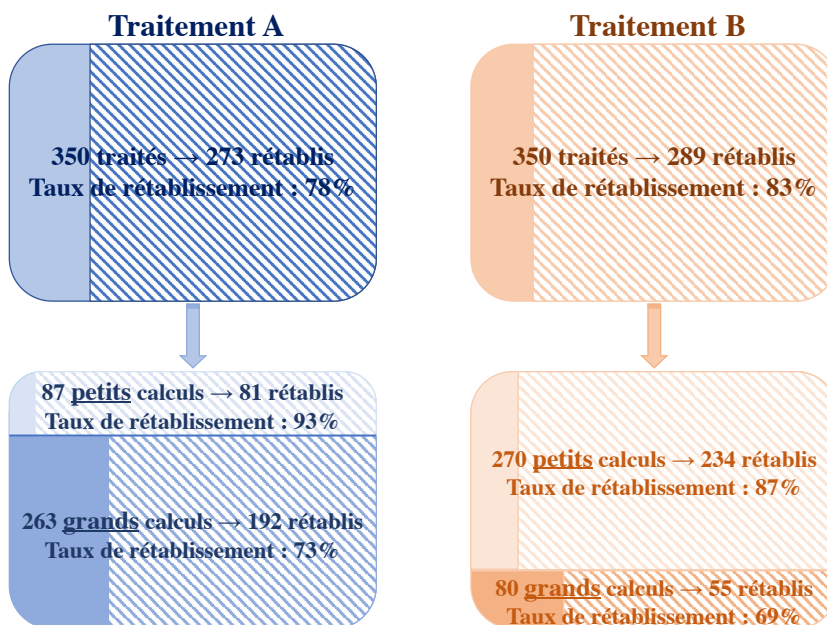 Traitement A
350 traités → 273 rétablis
Taux de rétablissement : 78%
87 petits calculs → 81 rétablis
Taux de rétablissement : 93%
263 grands calculs → 192 rétablis
Taux de rétablissement : 73%
Traitement B
350 traités → 289 rétablis
Taux de rétablissement : 83%
270 petits calculs → 234 rétablis
Taux de rétablissement : 87%
80 grands calculs → 55 rétablis
Taux de rétablissement : 69%